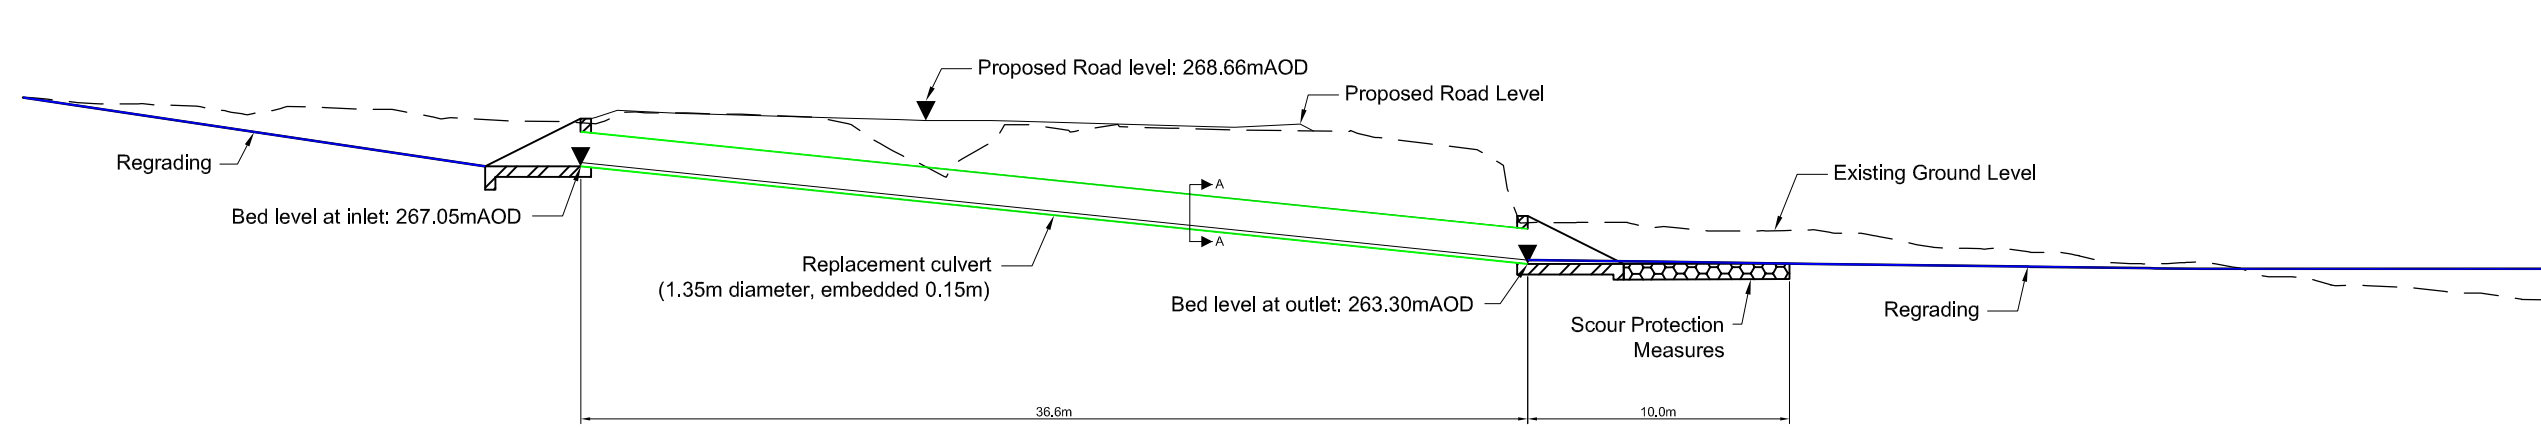 Proposed Road level: 268.66mAOD
Proposed Road Level
Regrading
Existing Ground Level
A
Bed level at inlet: 267.05mAOD
A
Replacement culvert
(1.35m diameter, embedded 0.15m)
Bed level at outlet: 263.30mAOD
Regrading
Scour Protection
Measures
36.6m
10.0m